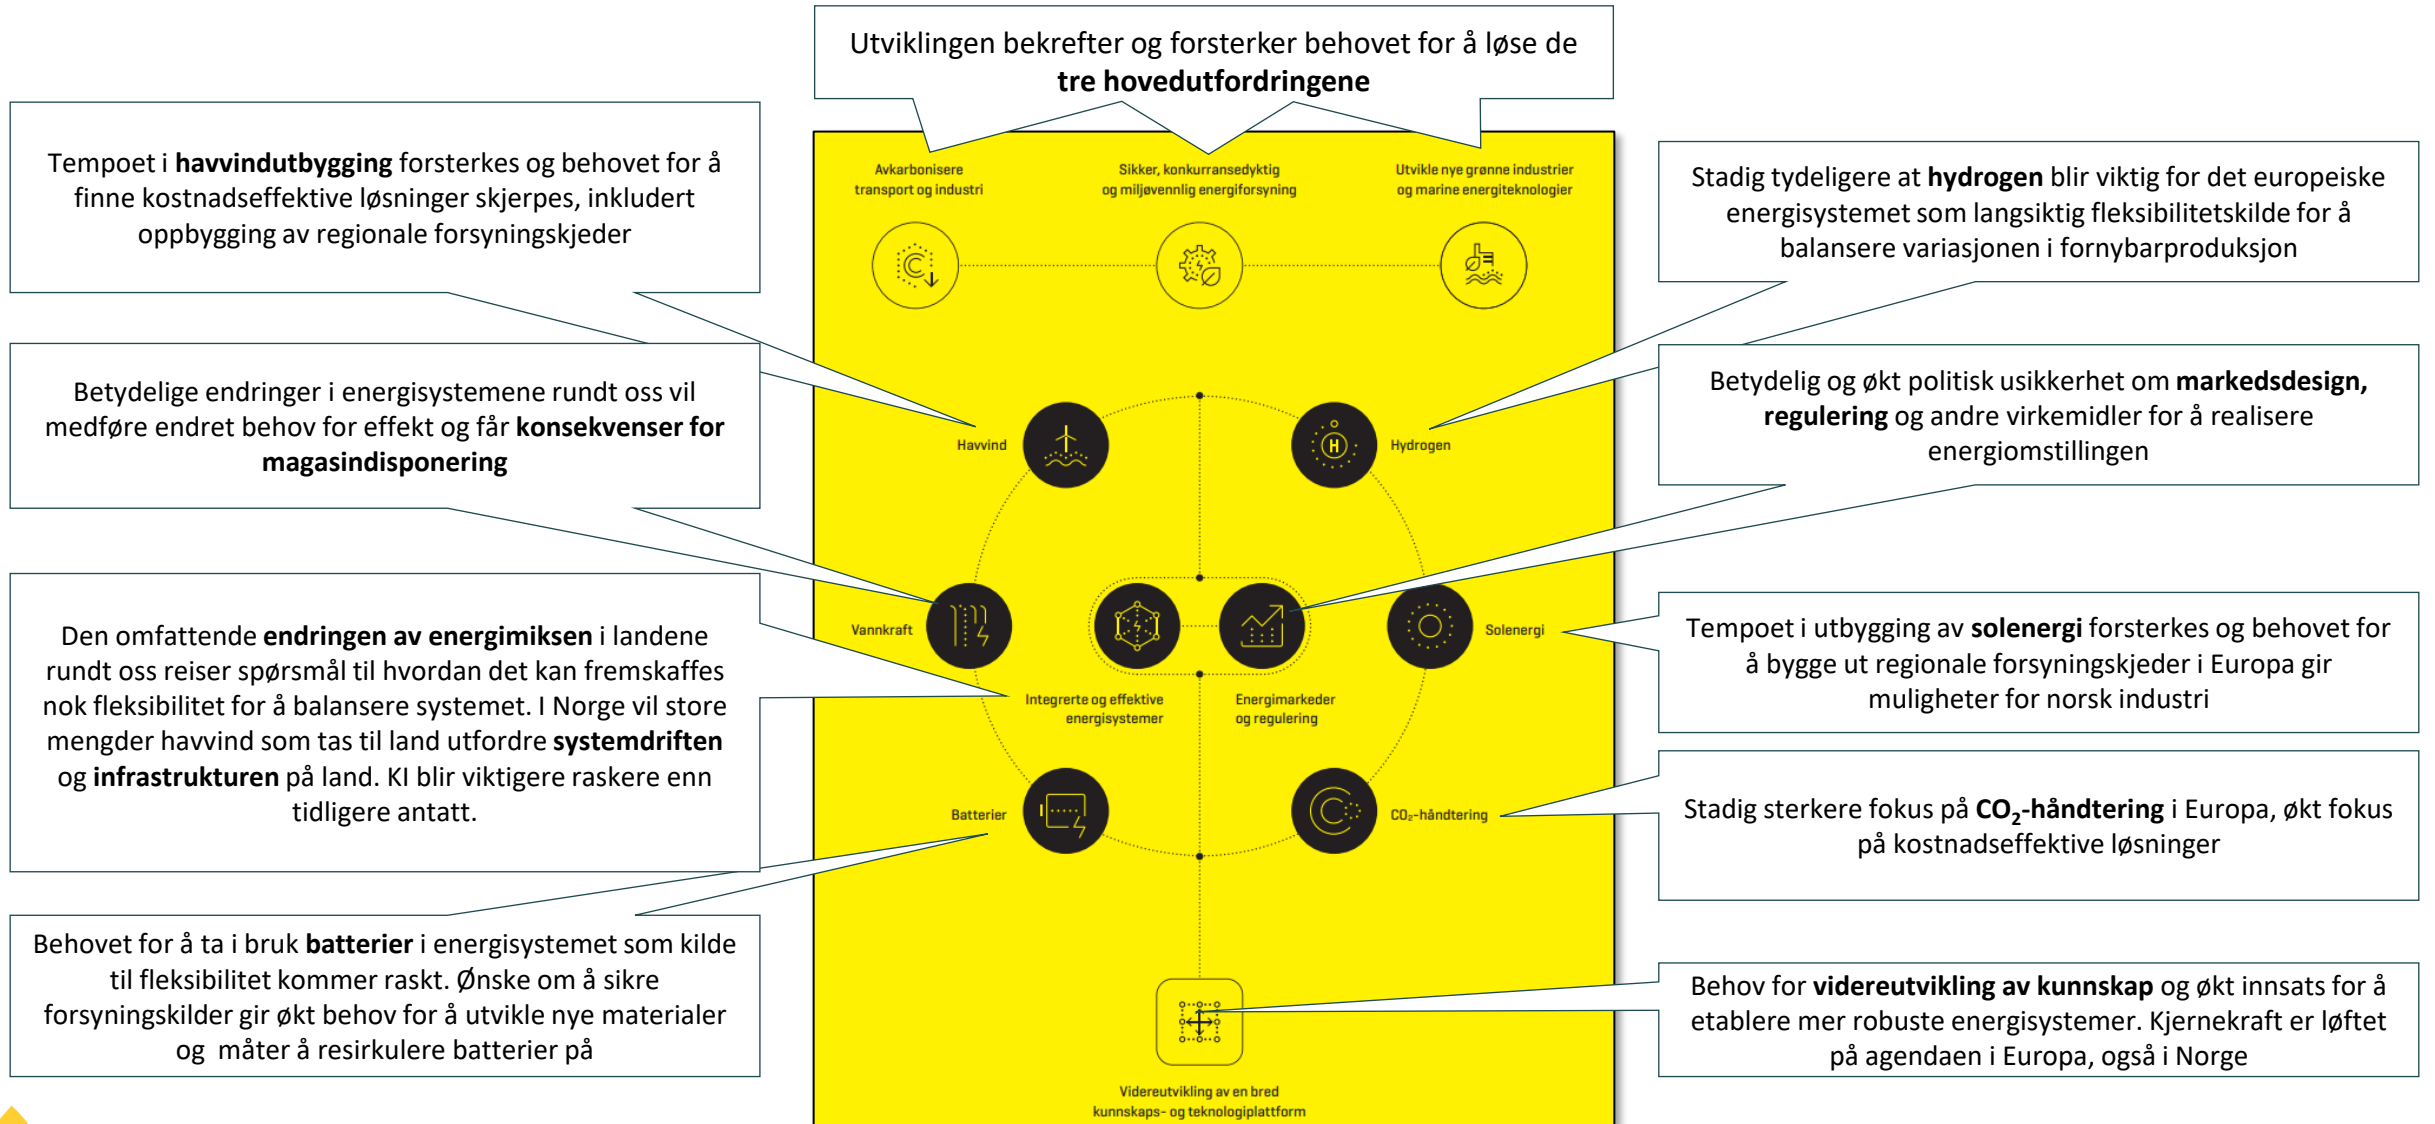 Utviklingen bekrefter og forsterker behovet for å løse de
tre hovedutfordringene
Tempoet i havvindutbygging forsterkes og behovet for å
finne kostnadseffektive løsninger skjerpes, inkludert
oppbygging av regionale forsyningskjeder
Betydelige endringer i energisystemene rundt oss vil
medføre endret behov for effekt og får konsekvenser for
magasindisponering
Den omfattende endringen av energimiksen i landene
rundt oss reiser spørsmål til hvordan det kan fremskaffes
nok fleksibilitet for å balansere systemet. I Norge vil store
mengder havvind som tas til land utfordre systemdriften
og infrastrukturen på land. KI blir viktigere raskere enn
tidligere antatt.
Behovet for å ta i bruk batterier i energisystemet som kilde
til fleksibilitet kommer raskt. Ønske om å sikre
forsyningskilder gir økt behov for å utvikle nye materialer
og  måter å resirkulere batterier på
Avkarbonisere
transport og industri
Sikker, konkurransedyktig
og miljøvennlig energiforsyning
Utvikle nye grønne industrier
og marine energiteknologier
Havvind
H
Hydrogen
Vannkraft
Solenergi
Integrerte og effektive
energisystemer
Energimarkeder
og regulering
Batterier
CO₂-håndtering
Videreutvikling av en bred
kunnskaps- og teknologiplattform
Stadig tydeligere at hydrogen blir viktig for det europeiske
energisystemet som langsiktig fleksibilitetskilde for å
balansere variasjonen i fornybarproduksjon
Betydelig og økt politisk usikkerhet om markedsdesign,
regulering og andre virkemidler for å realisere
energiomstillingen
Tempoet i utbygging av solenergi forsterkes og behovet for
å bygge ut regionale forsyningskjeder i Europa gir
muligheter for norsk industri
Stadig sterkere fokus på CO₂-håndtering i Europa, økt fokus
på kostnadseffektive løsninger
Behov for videreutvikling av kunnskap og økt innsats for å
etablere mer robuste energisystemer. Kjernekraft er løftet
på agendaen i Europa, også i Norge